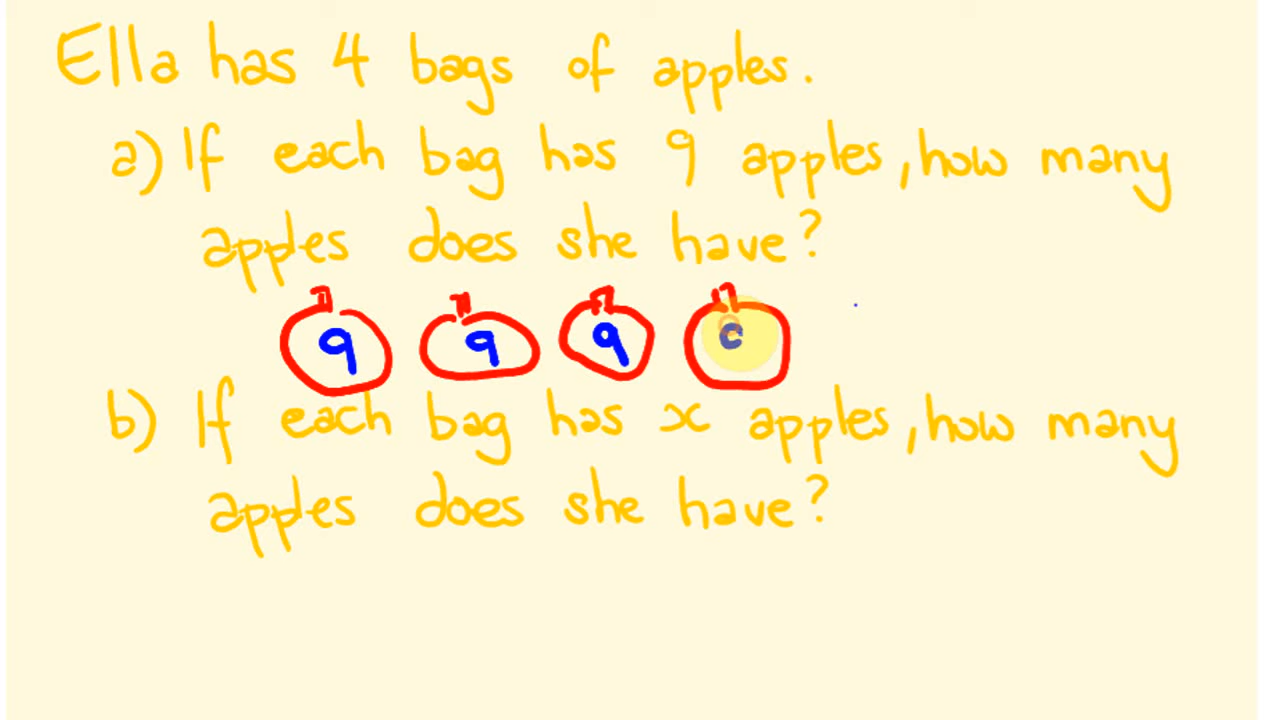 Ella has 4 bags of apples.
a) If each bag has 9 apples, how many
apples does she have?
9 9 9
b) If each bag has x apples, how many
apples does she have?